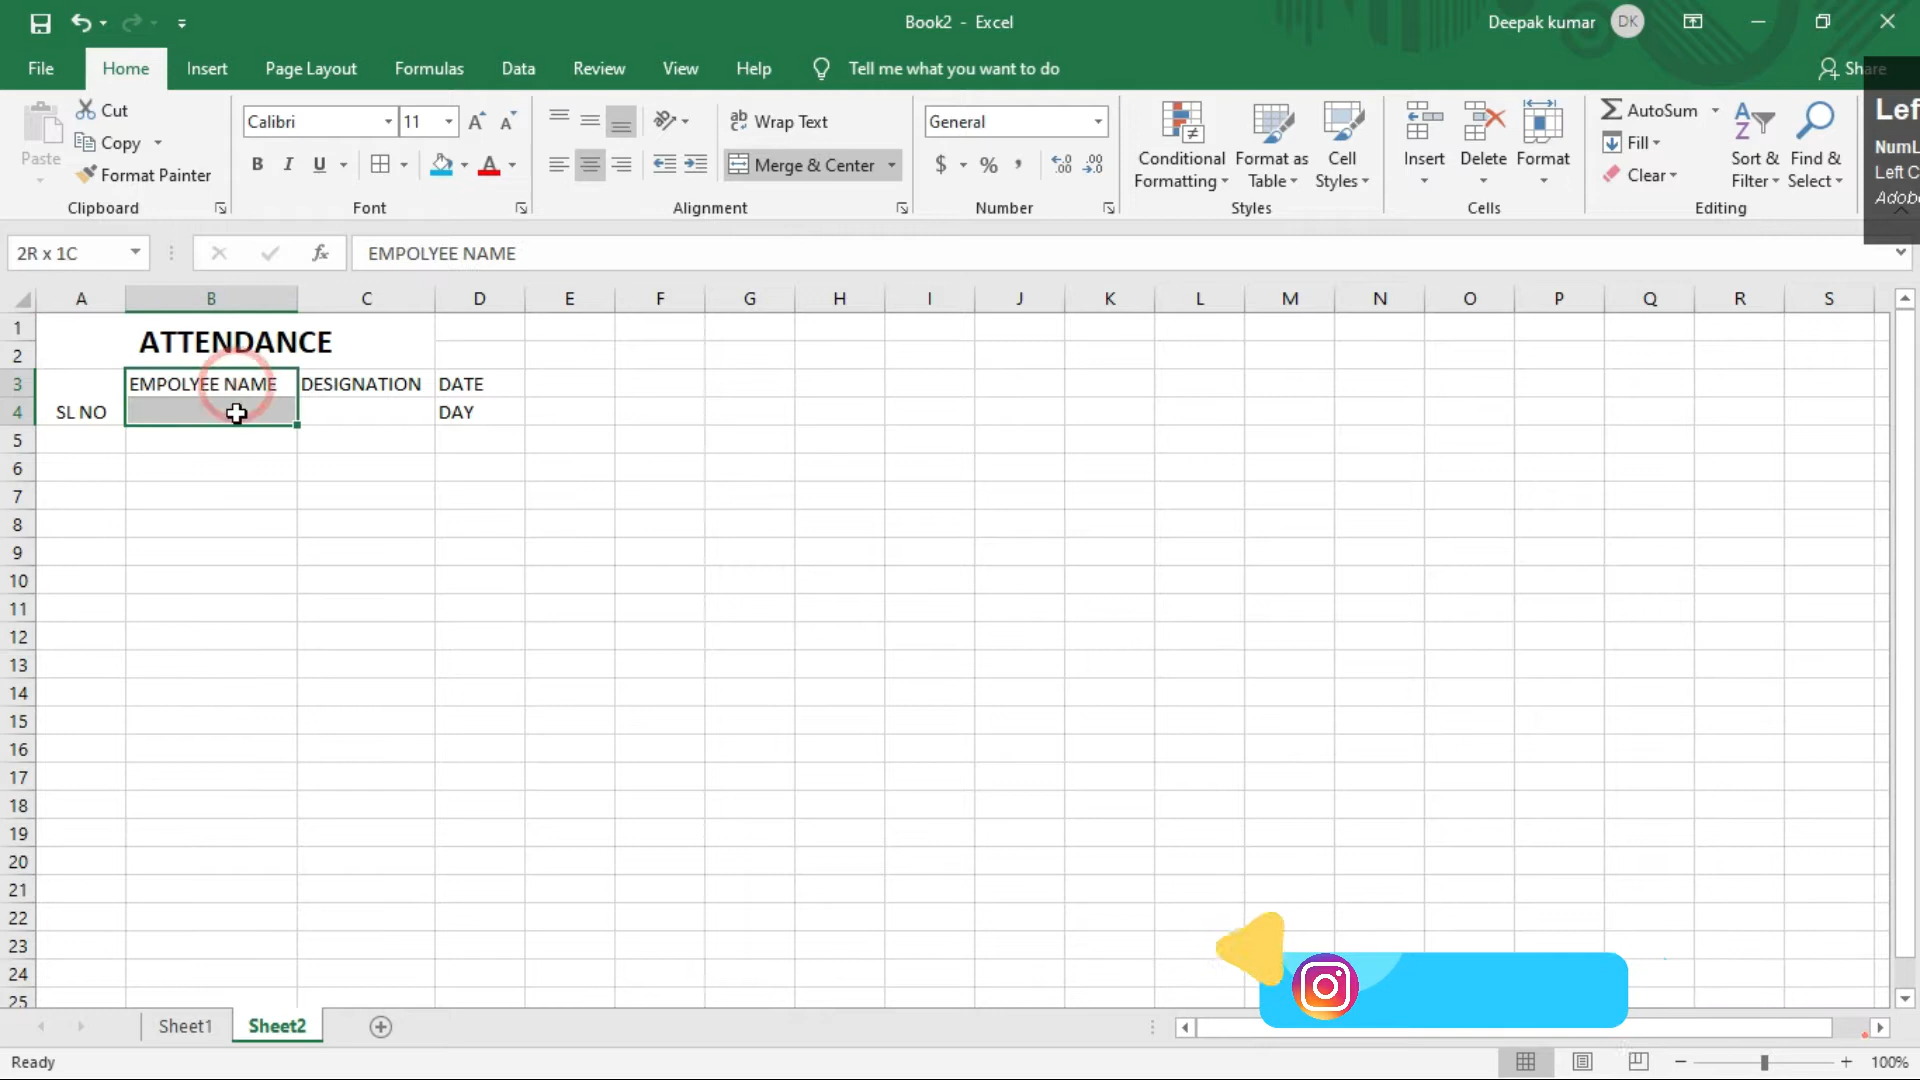 Book2 - Excel
Deepak kumar DK
File Home Insert Page Layout Formulas Data Review View Help Tell me what you want to do Share
Paste
Cut
Copy
Format Painter
Clipboard
Calibri 11
B I U A A A
Font
ab Wrap Text
Merge & Center
Alignment
General
$ % ,
Number
Conditional Formatting
Format as Table
Cell Styles
Styles
Insert
Delete
Format
Cells
AutoSum
Fill
Clear
Sort & Filter
Find & Select
Editing
Lef
NumL
Left C
Adob
2R x 1C fx EMPOLYEE NAME
A B C D E F G H I J K L M N O P Q R S
1 ATTENDANCE
2
3 EMPOLYEE NAME DESIGNATION DATE
4 SL NO DAY
5
6
7
8
9
10
11
12
13
14
15
16
17
18
19
20
21
22
23
24
25
Sheet1 Sheet2
Ready 100%